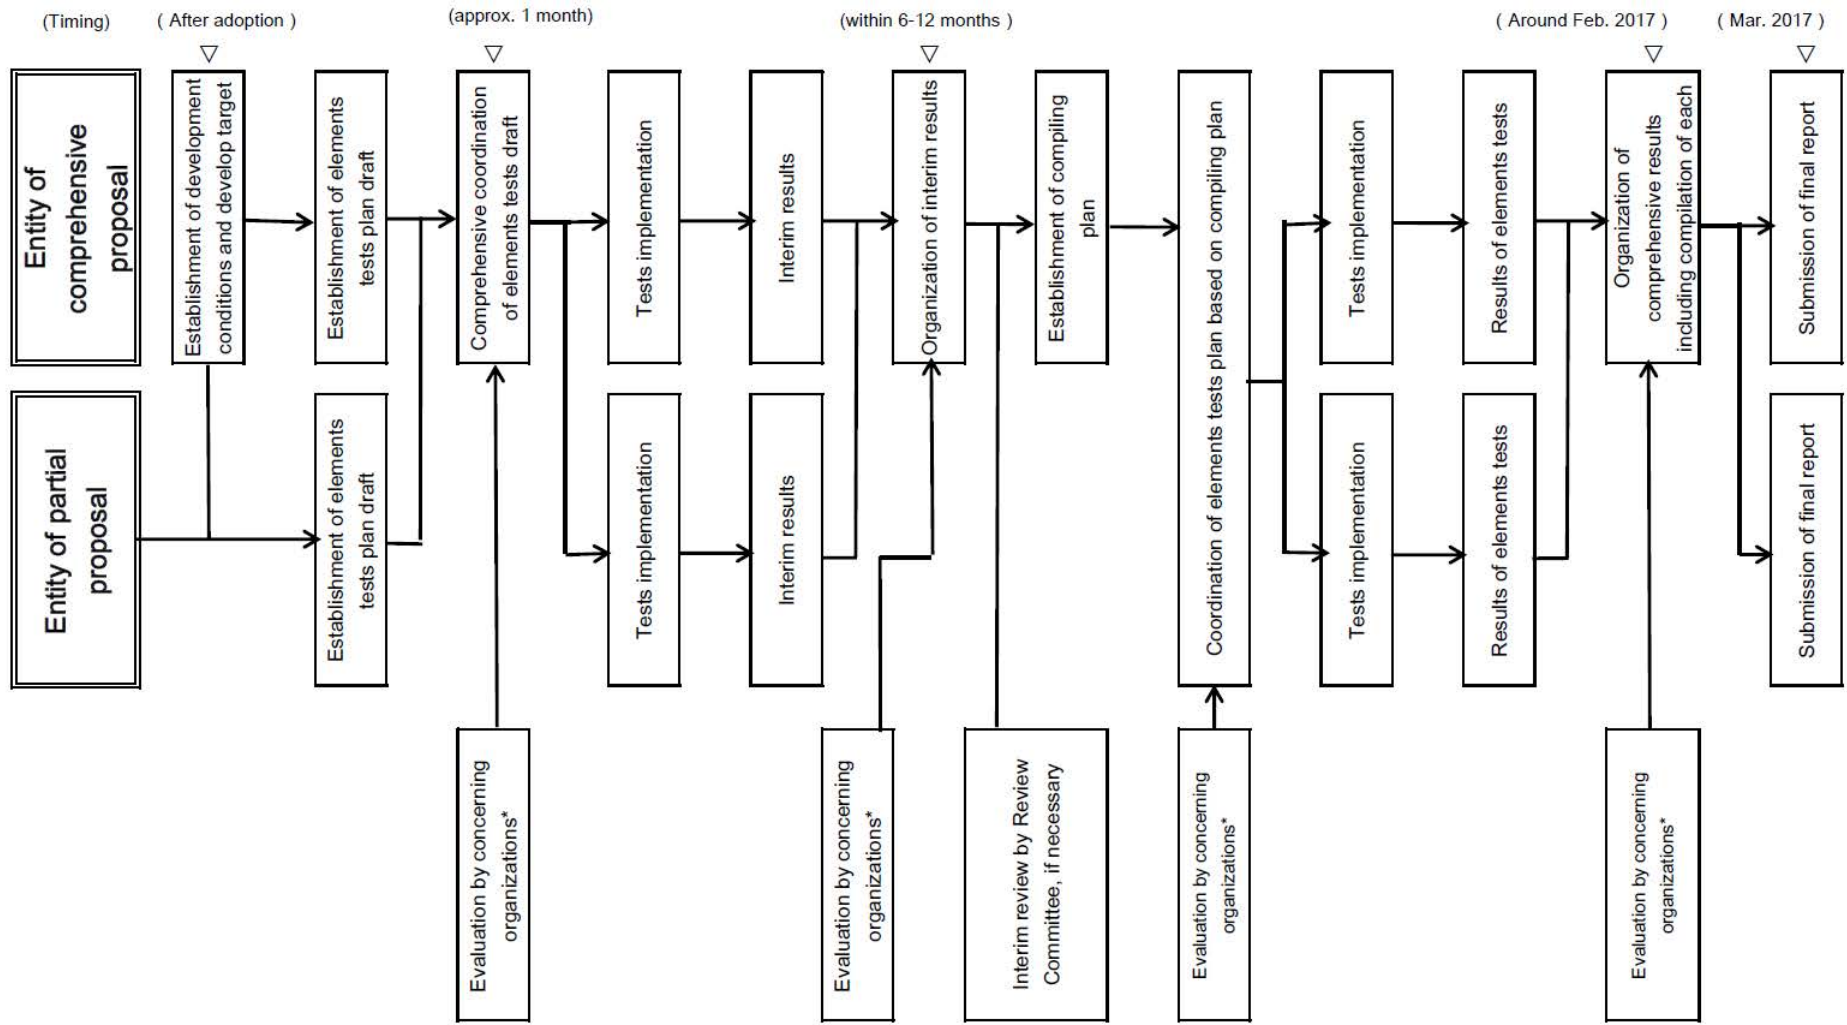 (Timing)
( After adoption )
(approx. 1 month)
(within 6-12 months )
( Around Feb. 2017 )
( Mar. 2017 )
▽
▽
▽
▽
▽
Entity of
comprehensive
proposal
Establishment of development
conditions and develop target
Establishment of elements
tests plan draft
Comprehensive coordination
of elements tests draft
Tests implementation
Interim results
Organization of interim results
Establishment of compiling
plan
Coordination of elements tests plan based on compiling plan
Tests implementation
Results of elements tests
Organization of
comprehensive results
including compilation of each
Submission of final report
Entity of partial
proposal
Establishment of elements
tests plan draft
Tests implementation
Interim results
Tests implementation
Results of elements tests
Submission of final report
Evaluation by concerning
organizations*
Evaluation by concerning
organizations*
Interim review by Review
Committee, if necessary
Evaluation by concerning
organizations*
Evaluation by concerning
organizations*